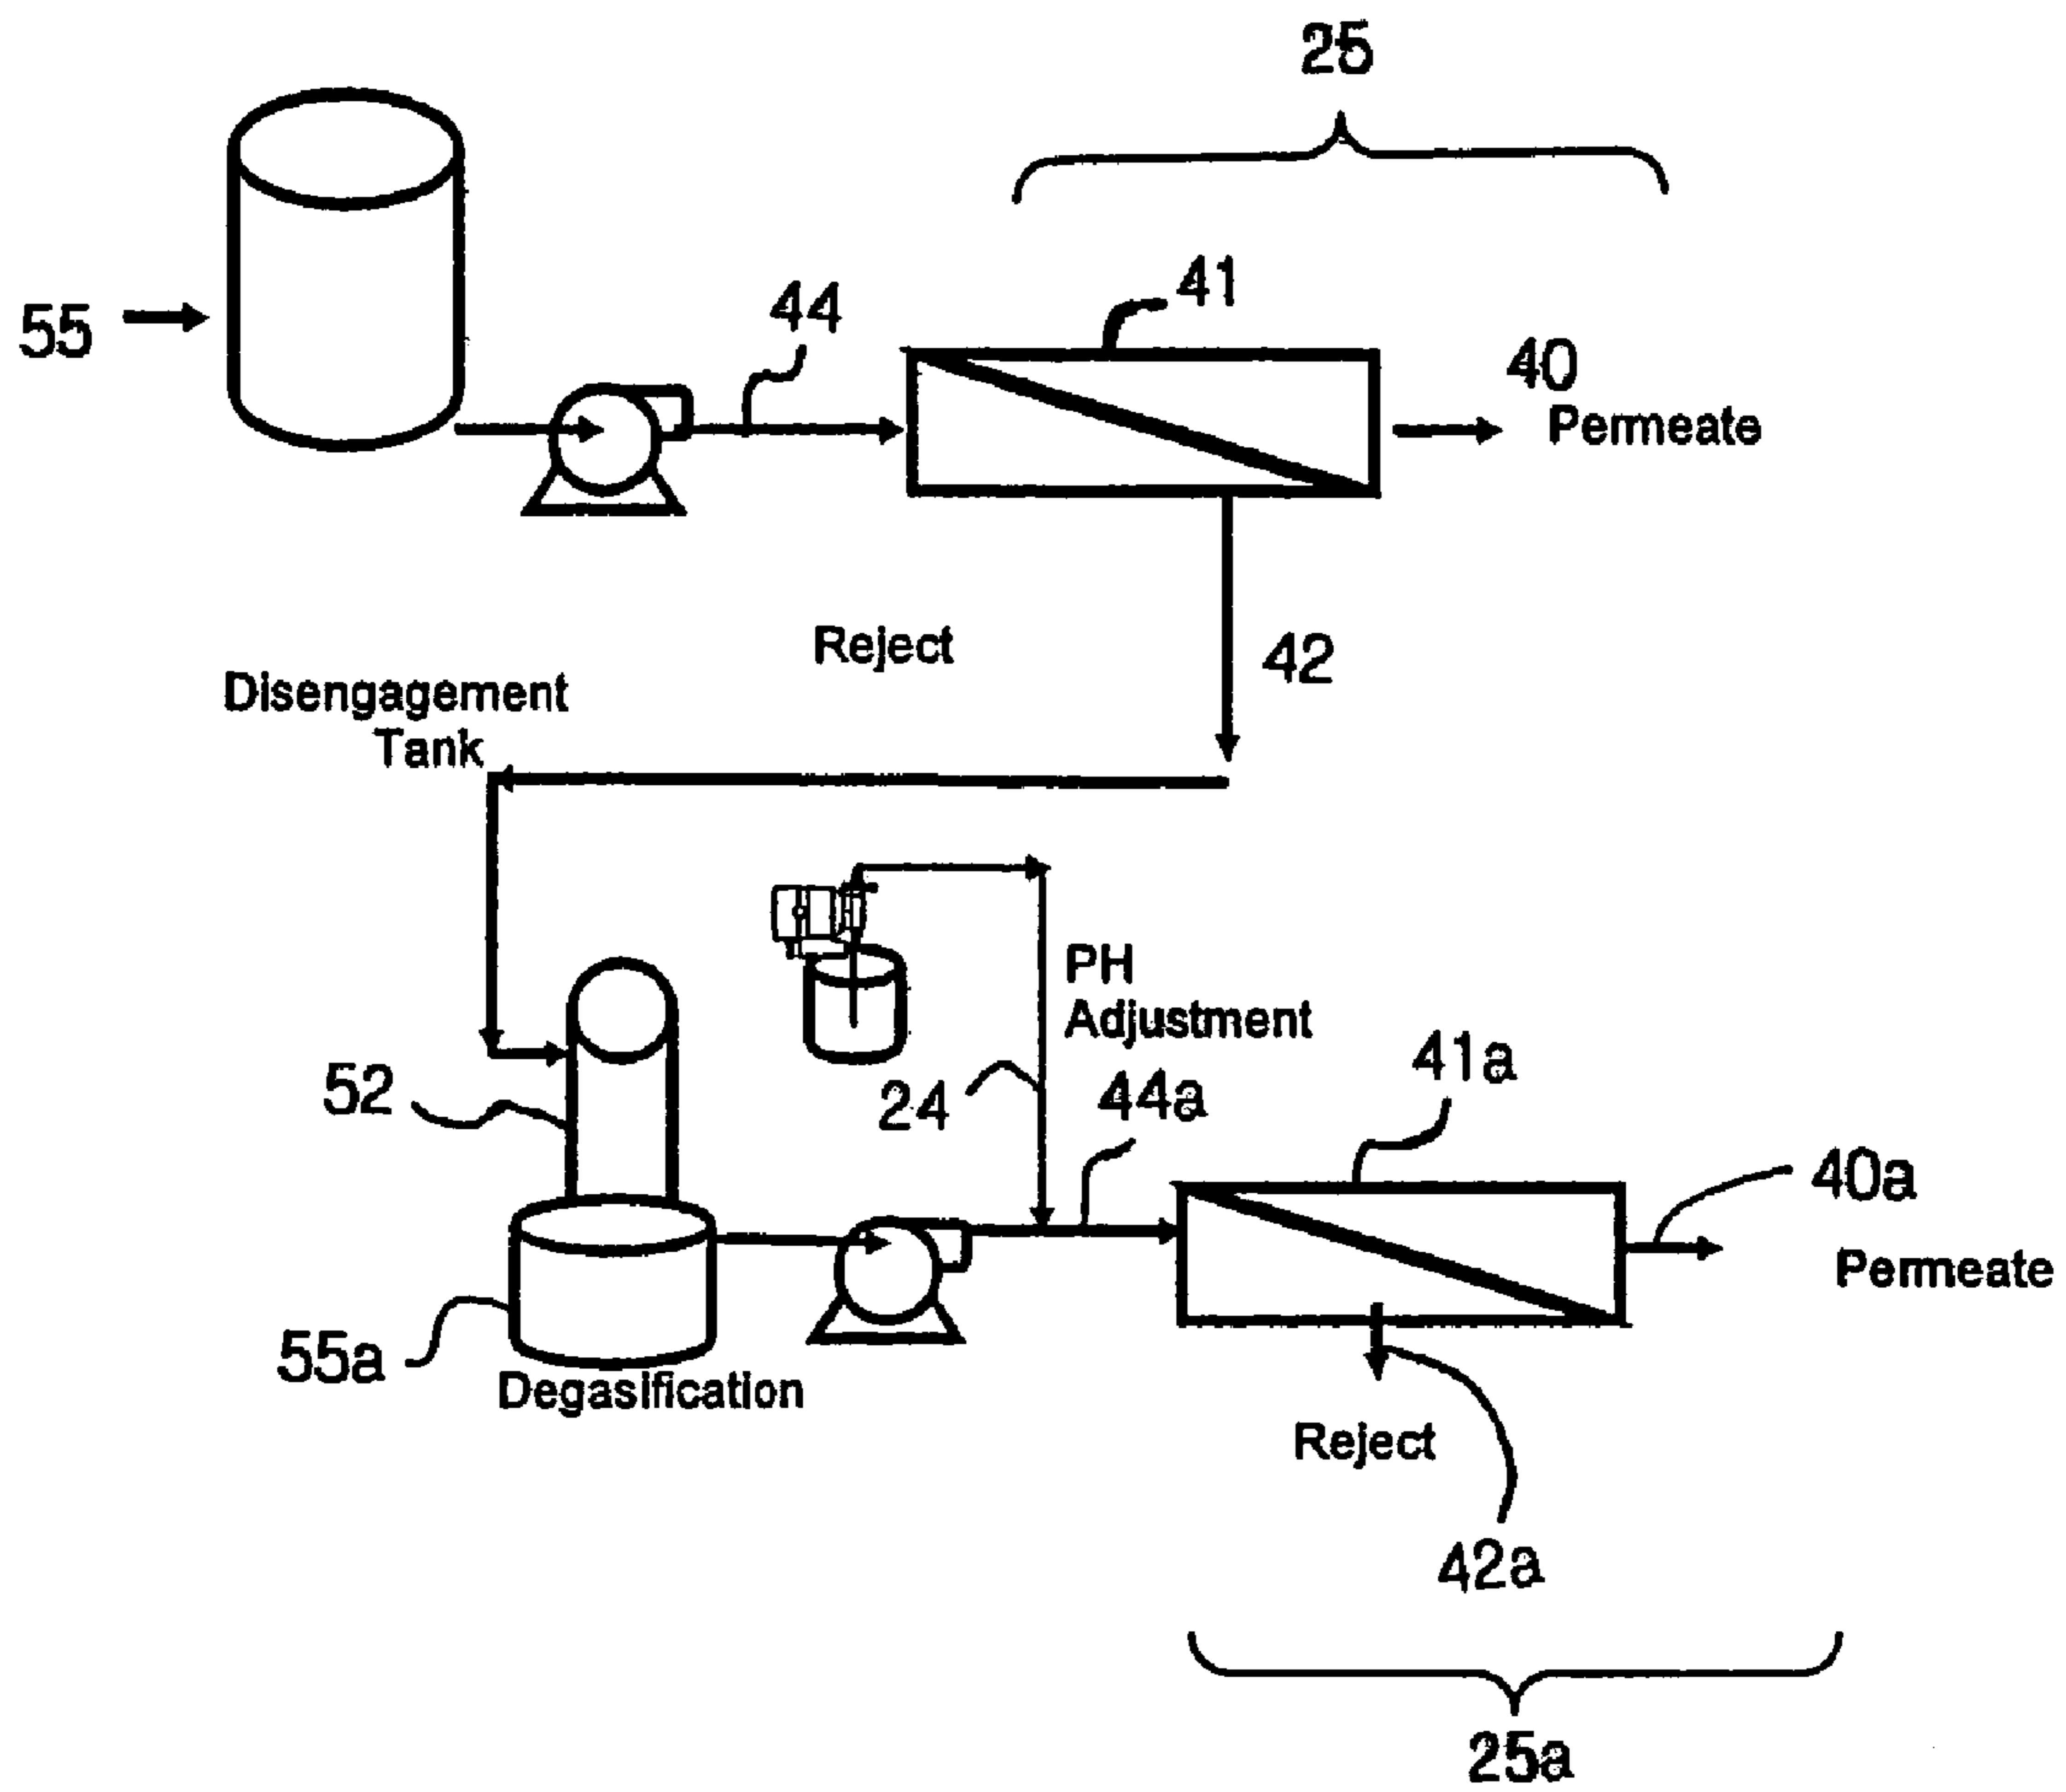 25
41
44
55
40
Permeate
Reject
42
Disengagement
Tank
PH
Adjustment
41a
52
24
44a
40a
Permeate
55a
Degasification
Reject
42a
25a